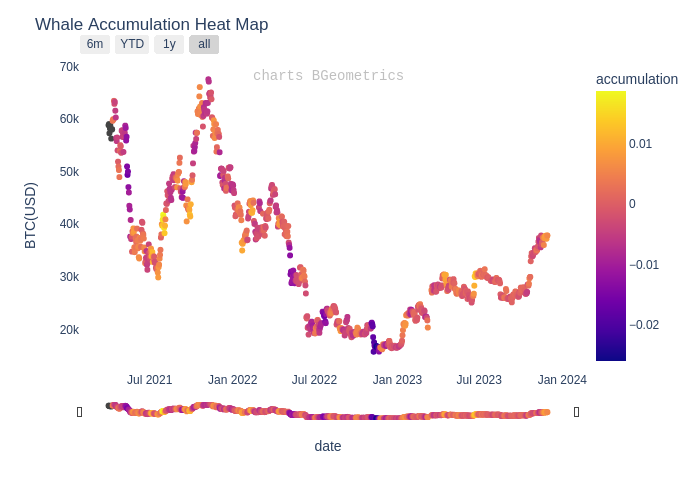 Whale Accumulation Heat Map
6m YTD 1y all
charts BGeometrics
accumulation
70k
60k
50k
40k
30k
20k
BTC(USD)
0.01
0
−0.01
−0.02
Jul 2021 Jan 2022 Jul 2022 Jan 2023 Jul 2023 Jan 2024
date